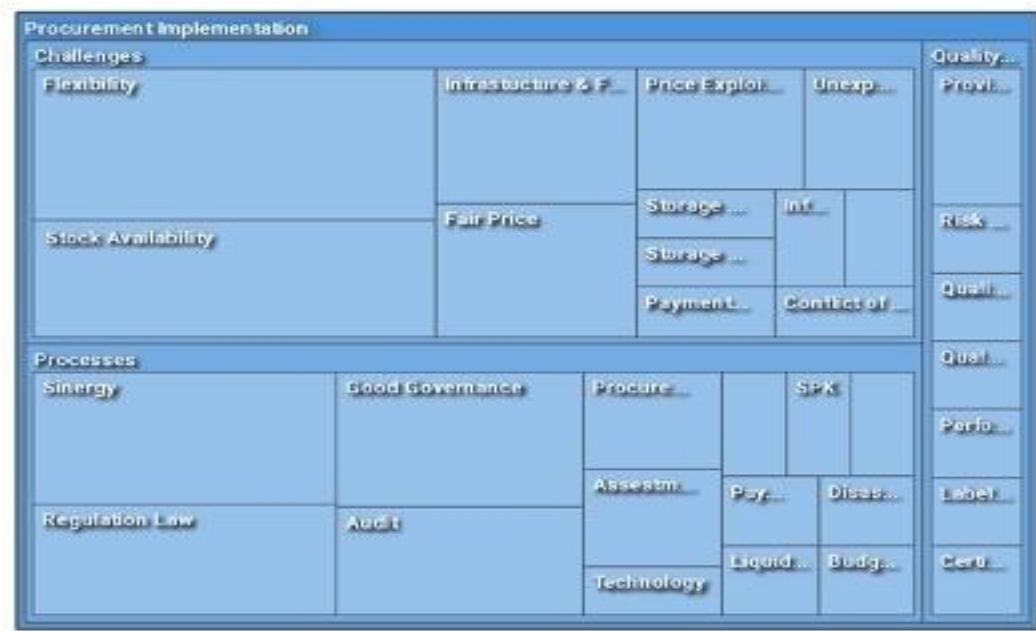 Procurement Implementation
Challenges
Flexibility
Infrastucture & F...
Price Exploi...
Unexp...
Stock Availability
Fair Price
Storage ...
Inf...
Storage ...
Payment...
Conflict of ...
Processes
Sinergy
Good Governance
Procure...
SPK
Regulation Law
Audit
Assestm...
Pay...
Disas...
Technology
Liquid...
Budg...
Quality...
Provi...
Risk ...
Quali...
Qual...
Perfo...
Label...
Certi...